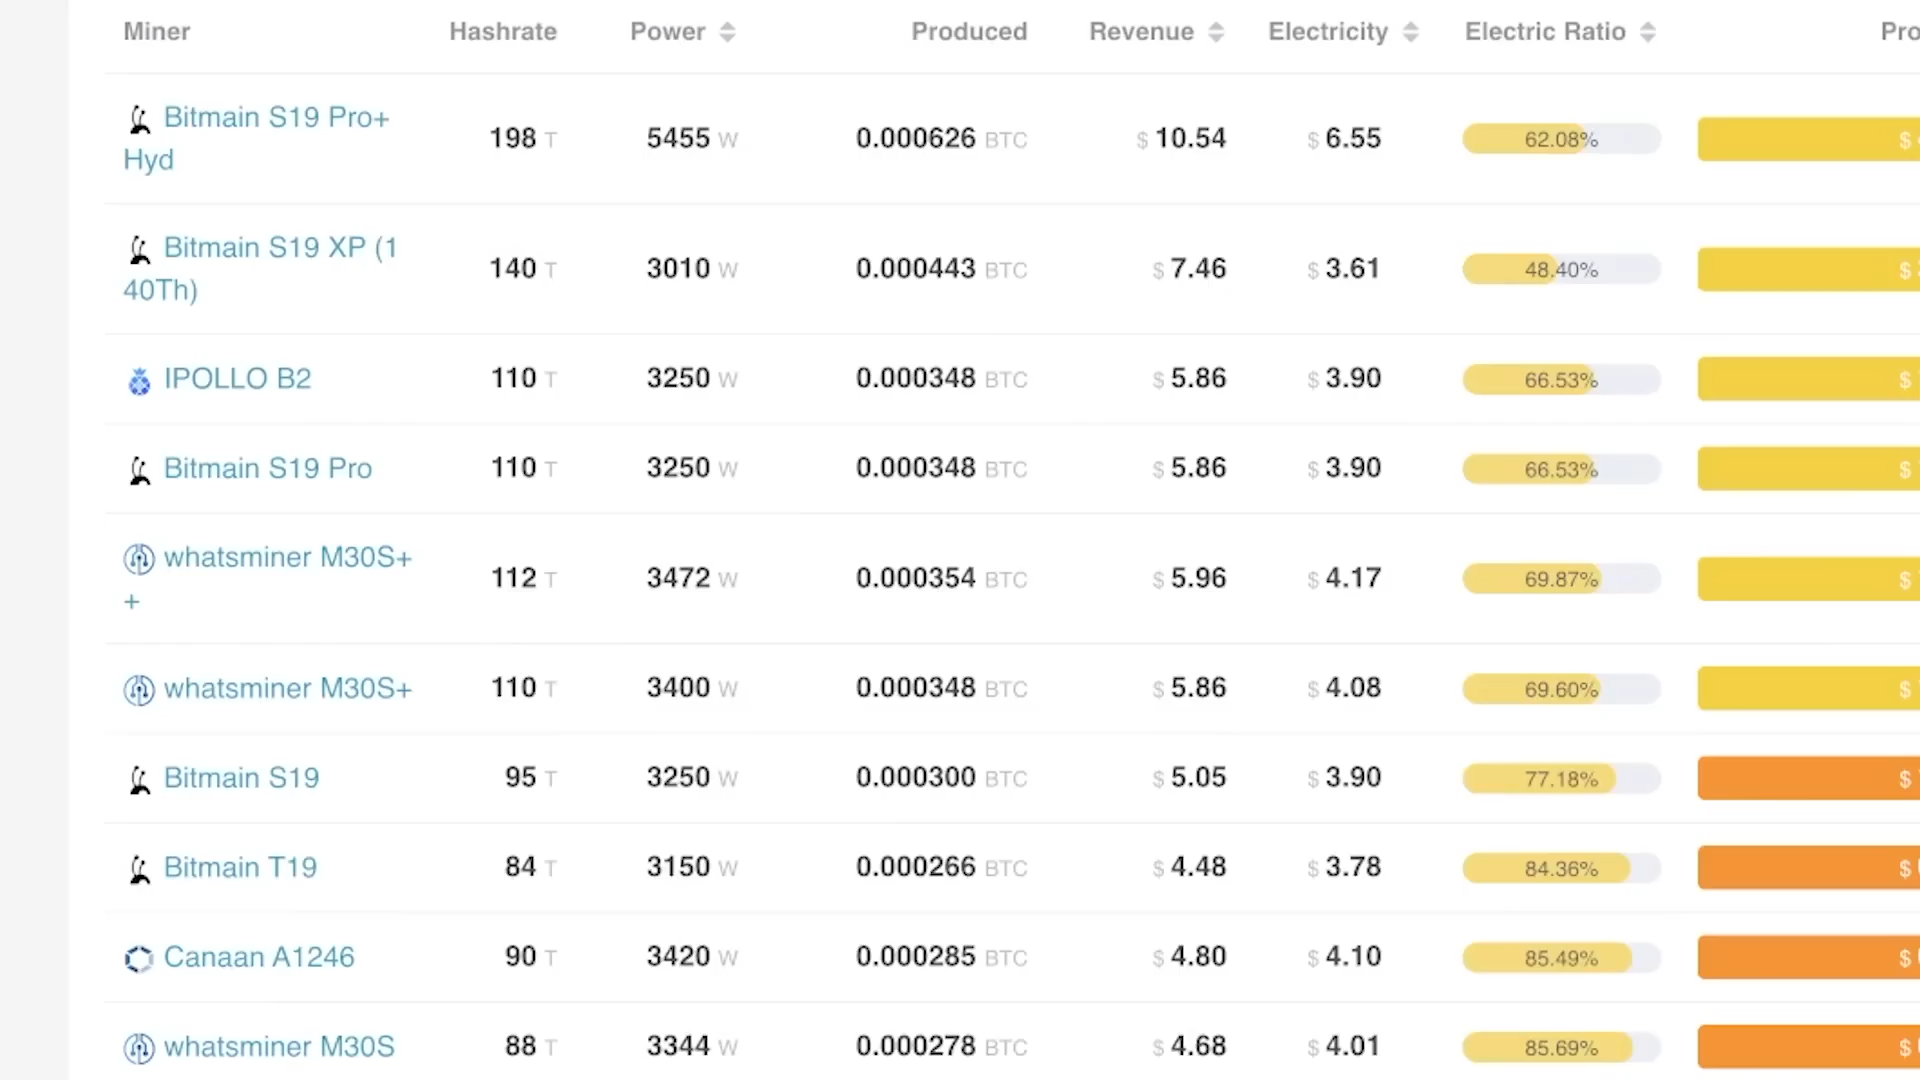 Miner Hashrate Power Produced Revenue Electricity Electric Ratio
Bitmain S19 Pro+
Hyd
198 T 5455 W 0.000626 BTC $ 10.54 $ 6.55 62.08% $
Bitmain S19 XP (1
40Th)
140 T 3010 W 0.000443 BTC $ 7.46 $ 3.61 48.40% $
IPOLLO B2 110 T 3250 W 0.000348 BTC $ 5.86 $ 3.90 66.53% $
Bitmain S19 Pro 110 T 3250 W 0.000348 BTC $ 5.86 $ 3.90 66.53% $
whatsminer M30S+
+
112 T 3472 W 0.000354 BTC $ 5.96 $ 4.17 69.87% $
whatsminer M30S+ 110 T 3400 W 0.000348 BTC $ 5.86 $ 4.08 69.60% $
Bitmain S19 95 T 3250 W 0.000300 BTC $ 5.05 $ 3.90 77.18% $
Bitmain T19 84 T 3150 W 0.000266 BTC $ 4.48 $ 3.78 84.36% $
Canaan A1246 90 T 3420 W 0.000285 BTC $ 4.80 $ 4.10 85.49% $
whatsminer M30S 88 T 3344 W 0.000278 BTC $ 4.68 $ 4.01 85.69% $